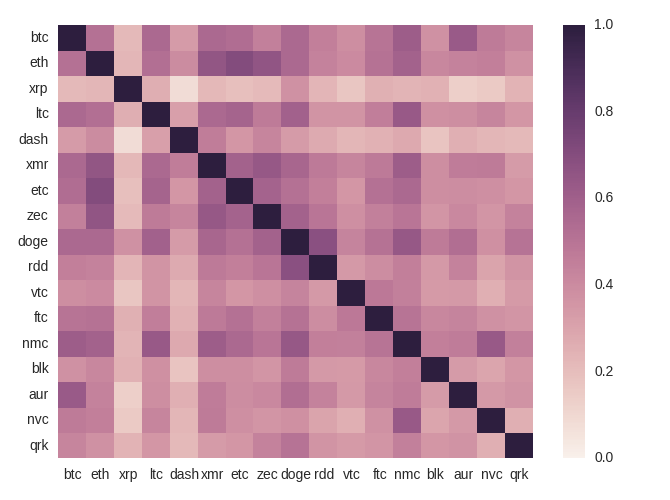 btc
eth
xrp
ltc
dash
xmr
etc
zec
doge
rdd
vtc
ftc
nmc
blk
aur
nvc
qrk
btc eth xrp ltc dash xmr etc zec doge rdd vtc ftc nmc blk aur nvc qrk
1.0
0.8
0.6
0.4
0.2
0.0